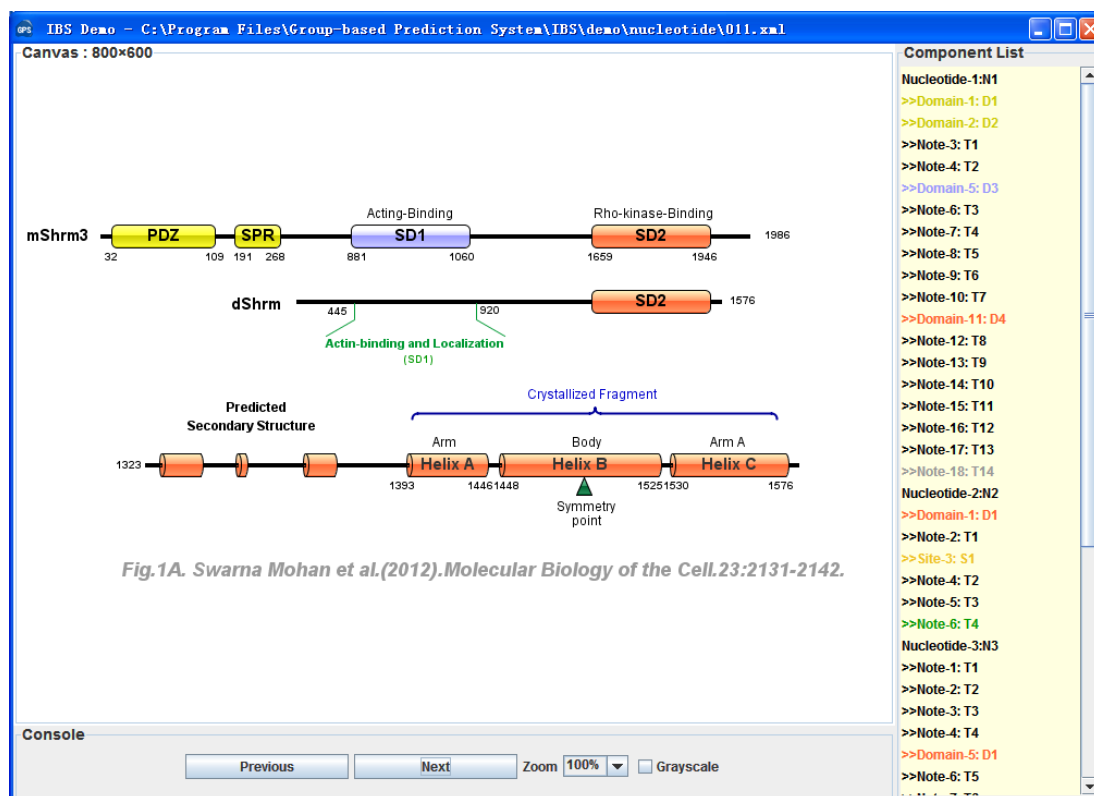 IBS Demo - C:\Program Files\Group-based Prediction System\IBS\demo\nucleotide\011.xml
Canvas : 800×600
Acting-Binding
Rho-kinase-Binding
mShrm3
PDZ
SPR
SD1
SD2
1986
32
109
191
268
881
1060
1659
1946
dShrm
SD2
1576
445
920
Actin-binding and Localization
(SD1)
Crystallized Fragment
Predicted
Secondary Structure
Arm
Body
Arm A
1323
Helix A
Helix B
Helix C
1393
1446
1448
1525
1530
1576
Symmetry
point
Fig.1A. Swarna Mohan et al.(2012).Molecular Biology of the Cell.23:2131-2142.
Component List
Nucleotide-1:N1
>>Domain-1: D1
>>Domain-2: D2
>>Note-3: T1
>>Note-4: T2
>>Domain-5: D3
>>Note-6: T3
>>Note-7: T4
>>Note-8: T5
>>Note-9: T6
>>Note-10: T7
>>Domain-11: D4
>>Note-12: T8
>>Note-13: T9
>>Note-14: T10
>>Note-15: T11
>>Note-16: T12
>>Note-17: T13
>>Note-18: T14
Nucleotide-2:N2
>>Domain-1: D1
>>Note-2: T1
>>Site-3: S1
>>Note-4: T2
>>Note-5: T3
>>Note-6: T4
Nucleotide-3:N3
>>Note-1: T1
>>Note-2: T2
>>Note-3: T3
>>Note-4: T4
>>Domain-5: D1
>>Note-6: T5
Console
Previous
Next
Zoom
100%
Grayscale